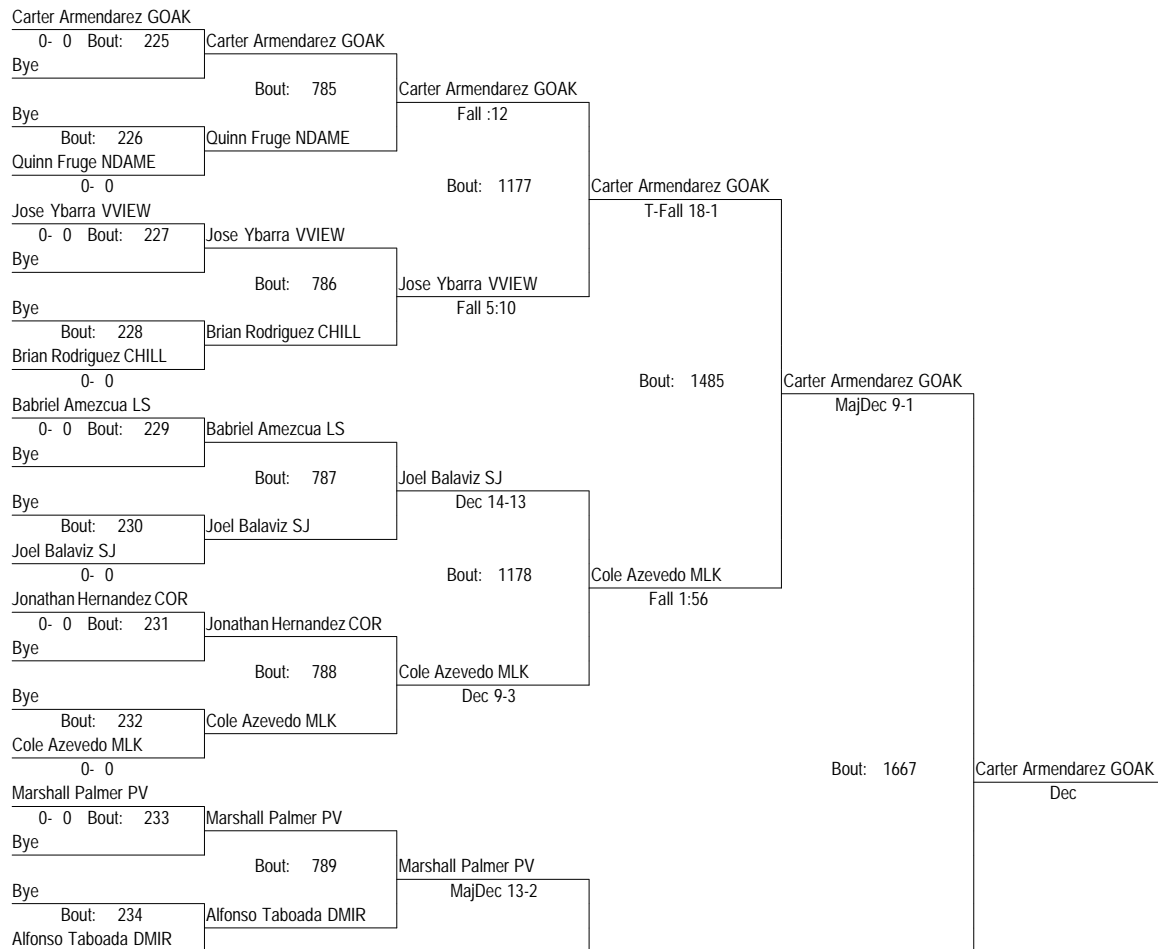 Carter Armendarez GOAK
0- 0 Bout: 225 Carter Armendarez GOAK
Bye
Bout: 785 Carter Armendarez GOAK
Bye Fall :12
Bout: 226 Quinn Fruge NDAME
Quinn Fruge NDAME
0- 0 Bout: 1177 Carter Armendarez GOAK
Jose Ybarra VVIEW T-Fall 18-1
0- 0 Bout: 227 Jose Ybarra VVIEW
Bye
Bout: 786 Jose Ybarra VVIEW
Bye Fall 5:10
Bout: 228 Brian Rodriguez CHILL
Brian Rodriguez CHILL
0- 0 Bout: 1485 Carter Armendarez GOAK
Babriel Amezcua LS MajDec 9-1
0- 0 Bout: 229 Babriel Amezcua LS
Bye
Bout: 787 Joel Balaviz SJ
Bye Dec 14-13
Bout: 230 Joel Balaviz SJ
Joel Balaviz SJ
0- 0 Bout: 1178 Cole Azevedo MLK
Jonathan Hernandez COR Fall 1:56
0- 0 Bout: 231 Jonathan Hernandez COR
Bye
Bout: 788 Cole Azevedo MLK
Bye Dec 9-3
Bout: 232 Cole Azevedo MLK
Cole Azevedo MLK
0- 0 Bout: 1667 Carter Armendarez GOAK
Marshall Palmer PV Dec
0- 0 Bout: 233 Marshall Palmer PV
Bye
Bout: 789 Marshall Palmer PV
Bye MajDec 13-2
Bout: 234 Alfonso Taboada DMIR
Alfonso Taboada DMIR